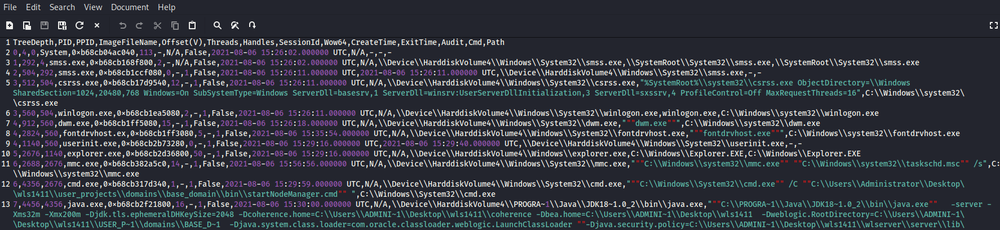 File Edit Search View Document Help
1 TreeDepth,PID,PPID,ImageFileName,Offset(V),Threads,Handles,SessionId,Wow64,CreateTime,ExitTime,Audit,Cmd,Path
2 0,4,0,System,0×b68cb04ac040,113,-,N/A,False,2021-08-06 15:26:02.000000 UTC,N/A,-,-,-
3 1,292,4,smss.exe,0×b68cb168f800,2,-,N/A,False,2021-08-06 15:26:02.000000 UTC,N/A,\\Device\\HarddiskVolume4\\Windows\\System32\\smss.exe,\\SystemRoot\\System32\\smss.exe,\\SystemRoot\\System32\\smss.exe
4 2,504,292,smss.exe,0×b68cb1ccf080,0,-,1,False,2021-08-06 15:26:11.000000 UTC,2021-08-06 15:26:11.000000 UTC,\\Device\\HarddiskVolume4\\Windows\\System32\\smss.exe,-,-
5 3,512,504,csrss.exe,0×b68cb17d9540,12,-,1,False,2021-08-06 15:26:11.000000 UTC,N/A,\\Device\\HarddiskVolume4\\Windows\\System32\\csrss.exe,"%SystemRoot%\\system32\\csrss.exe ObjectDirectory=\\Windows
SharedSection=1024,20480,768 Windows=On SubSystemType=Windows ServerDll=basesrv,1 ServerDll=winsrv:UserServerDllInitialization,3 ServerDll=sxssrv,4 ProfileControl=Off MaxRequestThreads=16",C:\\Windows\\system32\
\csrss.exe
6 3,560,504,winlogon.exe,0×b68cb1ea5080,2,-,1,False,2021-08-06 15:26:11.000000 UTC,N/A,\\Device\\HarddiskVolume4\\Windows\\System32\\winlogon.exe,winlogon.exe,C:\\Windows\\system32\\winlogon.exe
7 4,912,560,dwm.exe,0×b68cb1ff5080,15,-,1,False,2021-08-06 15:26:18.000000 UTC,N/A,\\Device\\HarddiskVolume4\\Windows\\System32\\dwm.exe,"""dwm.exe""",C:\\Windows\\system32\\dwm.exe
8 4,2824,560,fontdrvhost.ex,0×b68cb1ff3080,5,-,1,False,2021-08-06 15:35:54.000000 UTC,N/A,\\Device\\HarddiskVolume4\\Windows\\System32\\fontdrvhost.exe,"""fontdrvhost.exe""",C:\\Windows\\system32\\fontdrvhost.exe
9 4,1140,560,userinit.exe,0×b68cb2b73280,0,-,1,False,2021-08-06 15:29:16.000000 UTC,2021-08-06 15:29:40.000000 UTC,\\Device\\HarddiskVolume4\\Windows\\System32\\userinit.exe,-,-
10 5,2676,1140,explorer.exe,0×b68cb2d36800,50,-,1,False,2021-08-06 15:29:16.000000 UTC,N/A,\\Device\\HarddiskVolume4\\Windows\\explorer.exe,C:\\Windows\\Explorer.EXE,C:\\Windows\\Explorer.EXE
11 6,2688,2676,mmc.exe,0×b68cb382a5c0,14,-,1,False,2021-08-06 15:56:56.000000 UTC,N/A,\\Device\\HarddiskVolume4\\Windows\\System32\\mmc.exe,"""C:\\Windows\\system32\\mmc.exe"" ""C:\\Windows\\system32\\taskschd.msc"" /s",C:
\\Windows\\system32\\mmc.exe
12 6,4356,2676,cmd.exe,0×b68cb317d340,1,-,1,False,2021-08-06 15:29:59.000000 UTC,N/A,\\Device\\HarddiskVolume4\\Windows\\System32\\cmd.exe,"""C:\\Windows\\System32\\cmd.exe"" /C ""C:\\Users\\Administrator\\Desktop\
\wls1411\\user_projects\\domains\\base_domain\\bin\\startNodeManager.cmd"" ",C:\\Windows\\System32\\cmd.exe
13 7,4456,4356,java.exe,0×b68cb2f21800,16,-,1,False,2021-08-06 15:30:00.000000 UTC,N/A,\\Device\\HarddiskVolume4\\PROGRA~1\\Java\\JDK18~1.0_2\\bin\\java.exe,"""C:\\PROGRA~1\\Java\\JDK18~1.0_2\\bin\\java.exe""   -server -
Xms32m -Xmx200m -Djdk.tls.ephemeralDHKeySize=2048 -Dcoherence.home=C:\\Users\\ADMINI~1\\Desktop\\wls1411\\coherence -Dbea.home=C:\\Users\\ADMINI~1\\Desktop\\wls1411  -Dweblogic.RootDirectory=C:\\Users\\ADMINI~1\
\Desktop\\wls1411\\USER_P~1\\domains\\BASE_D~1  -Djava.system.class.loader=com.oracle.classloader.weblogic.LaunchClassLoader ""-Djava.security.policy=C:\\Users\\ADMINI~1\\Desktop\\wls1411\\wlserver\\server\\lib\